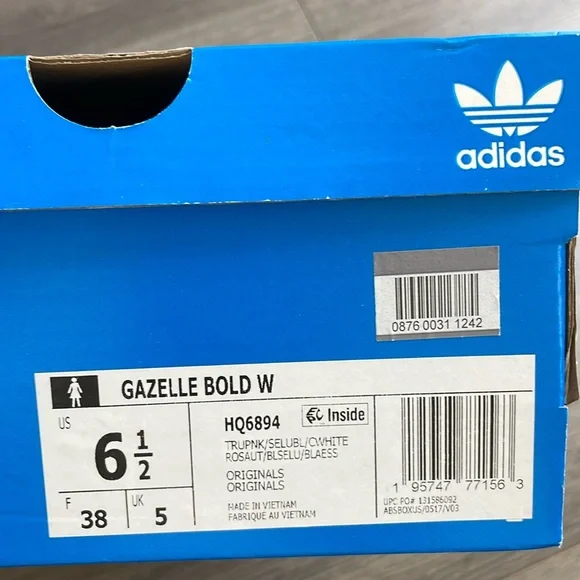 adidas
0876 0031 1242
GAZELLE BOLD W
US
6 1/2
F
38
UK
5
HQ6894
Inside
TRUPNK/SELUBL/CWHITE
ROSAUT/BLSELU/BLAESS
ORIGINALS
ORIGINALS
MADE IN VIETNAM
FABRIQUE AU VIETNAM
1 95747 77156 3
UPC PO# 131586092
ABSBOXUS/0517/V03